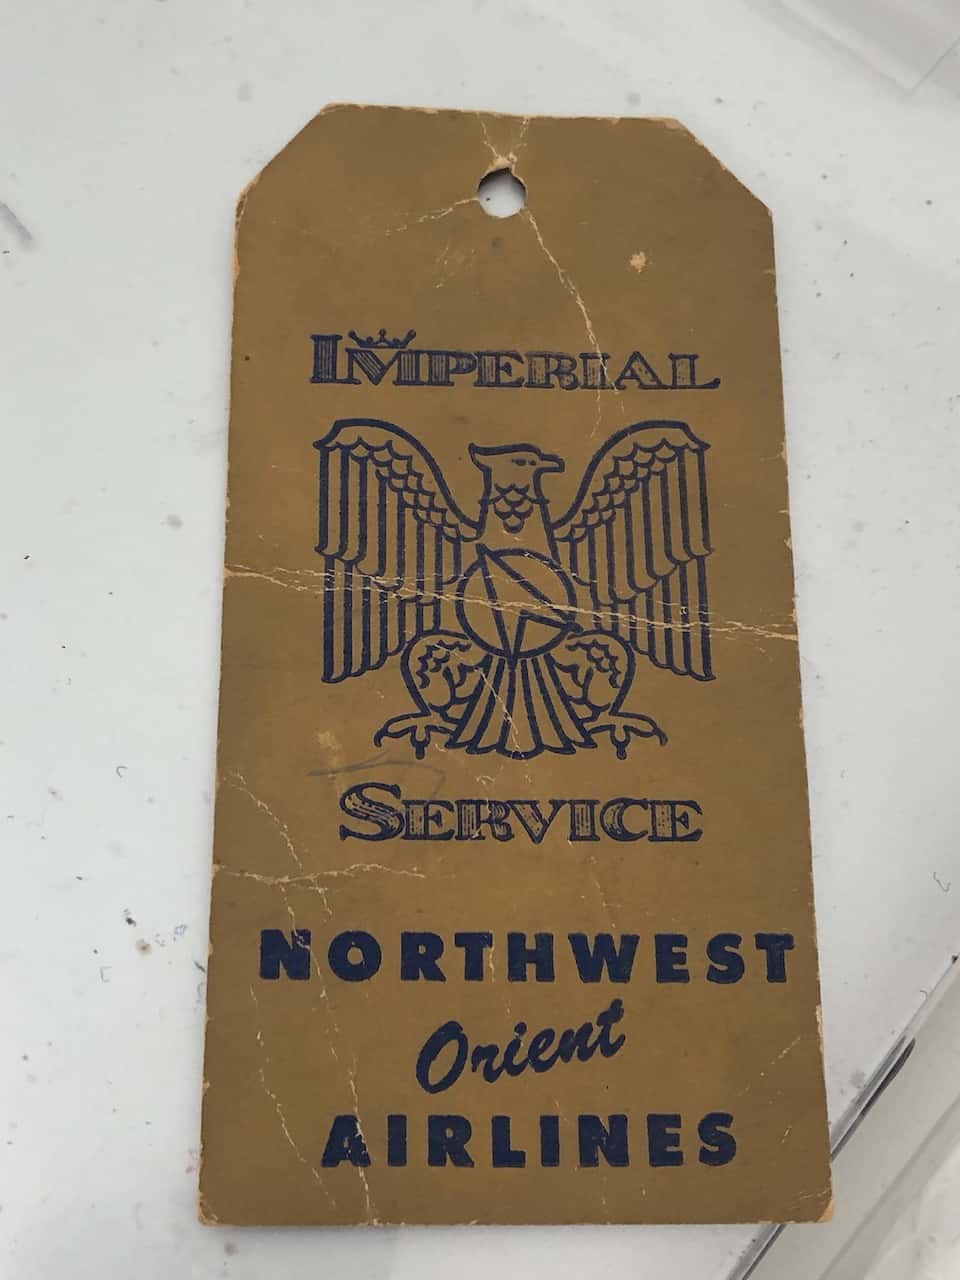 IMPERIAL
SERVICE
NORTHWEST
Orient
AIRLINES